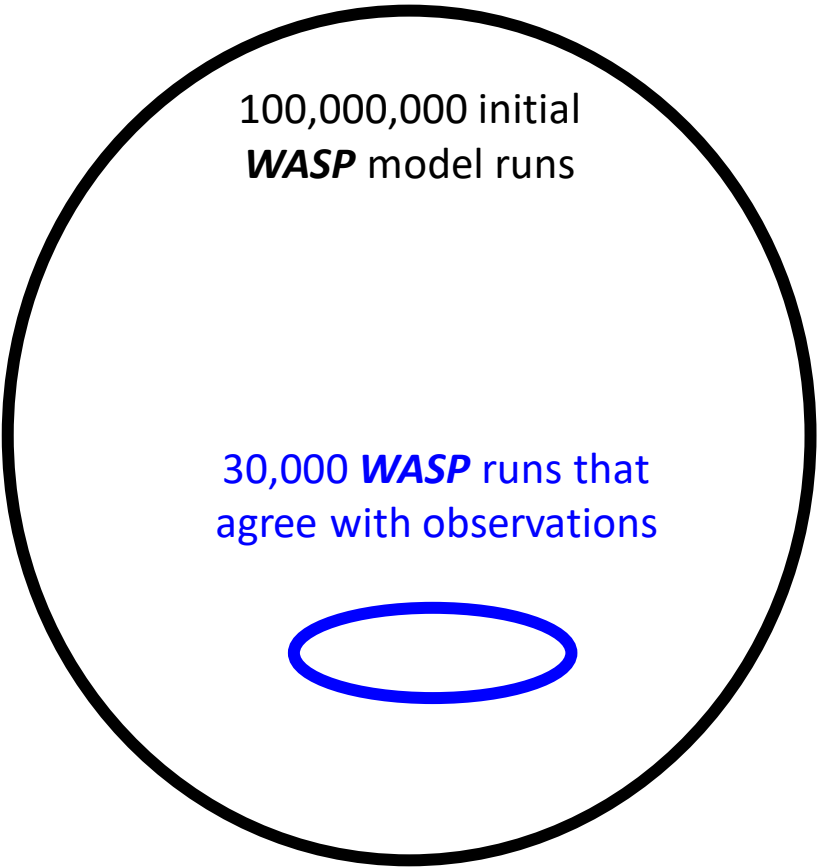 100,000,000 initial
WASP model runs
30,000 WASP runs that
agree with observations